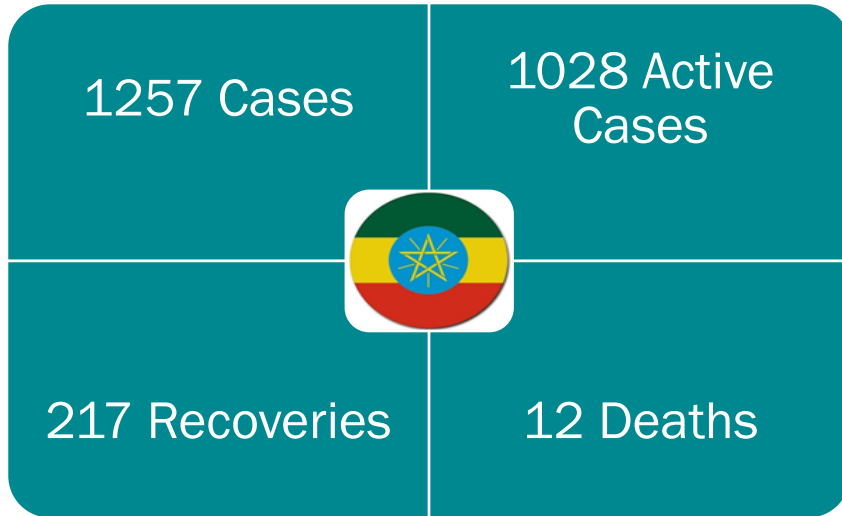 1257 Cases
1028 Active
Cases
217 Recoveries
12 Deaths